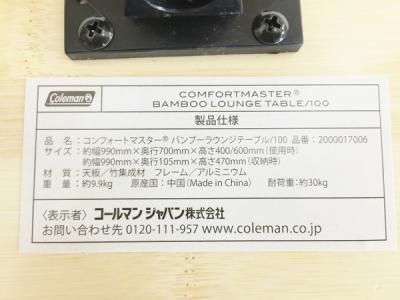 Coleman
COMFORTMASTER®
BAMBOO LOUNGE TABLE/100
製品仕様
品 名：コンフォートマスター® バンブーラウンジテーブル/100 品番：2000017006
サイズ：約幅990mm×奥行700mm×高さ400/600mm（使用時）
約幅990mm×奥行105mm×高さ470mm（収納時）
材 質：天板／竹集成材 フレーム／アルミニウム
重 量：約9.9kg 原産国：中国（Made in China） 耐荷重：約30kg
〈表示者〉コールマン ジャパン株式会社
お問い合わせ先 0120-111-957 www.coleman.co.jp